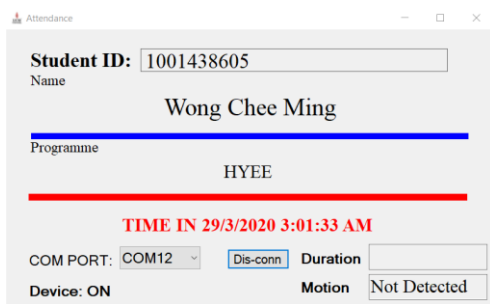 Attendance
Student ID: 1001438605
Name
Wong Chee Ming
Programme
HYEE
TIME IN 29/3/2020 3:01:33 AM
COM PORT: COM12 Dis-conn Duration
Device: ON Motion Not Detected